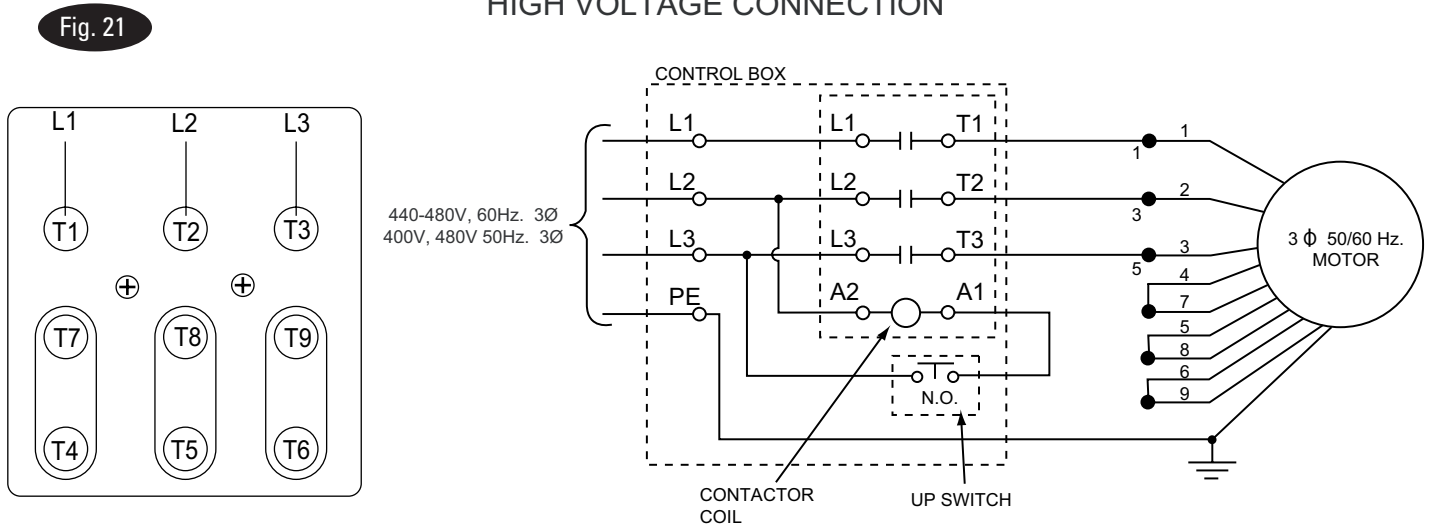 HIGH VOLTAGE CONNECTION
Fig. 21
L1 L2 L3
T1 T2 T3
T7 T8 T9
T4 T5 T6
CONTROL BOX
L1 L1 T1 1
1
L2 L2 T2 2
3
440-480V, 60Hz. 3Ø
400V, 480V 50Hz. 3Ø
L3 L3 T3 3
5
3 ϕ 50/60 Hz.
MOTOR
4
PE A2 A1
7
5
8
6
9
N.O.
CONTACTOR
COIL
UP SWITCH